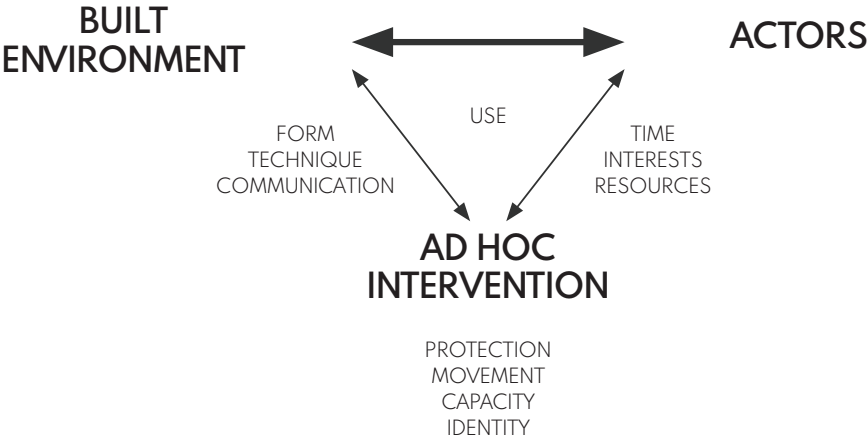 BUILT
ENVIRONMENT
ACTORS
USE
FORM
TECHNIQUE
COMMUNICATION
TIME
INTERESTS
RESOURCES
AD HOC
INTERVENTION
PROTECTION
MOVEMENT
CAPACITY
IDENTITY